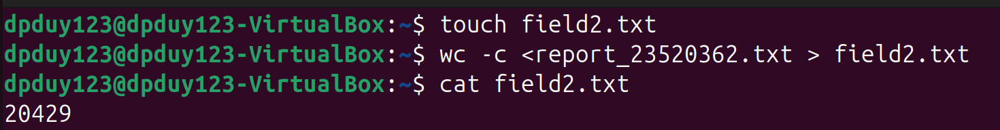 dpduy123@dpduy123-VirtualBox:~$ touch field2.txt
dpduy123@dpduy123-VirtualBox:~$ wc -c <report_23520362.txt > field2.txt
dpduy123@dpduy123-VirtualBox:~$ cat field2.txt
20429